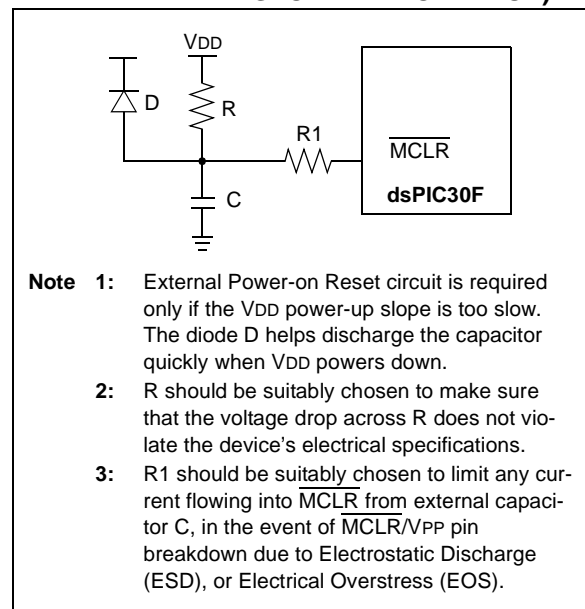 VDD
D
R
R1
MCLR
dsPIC30F
C
Note 1: External Power-on Reset circuit is required
only if the VDD power-up slope is too slow.
The diode D helps discharge the capacitor
quickly when VDD powers down.
2: R should be suitably chosen to make sure
that the voltage drop across R does not vio-
late the device's electrical specifications.
3: R1 should be suitably chosen to limit any cur-
rent flowing into MCLR from external capaci-
tor C, in the event of MCLR/VPP pin
breakdown due to Electrostatic Discharge
(ESD), or Electrical Overstress (EOS).